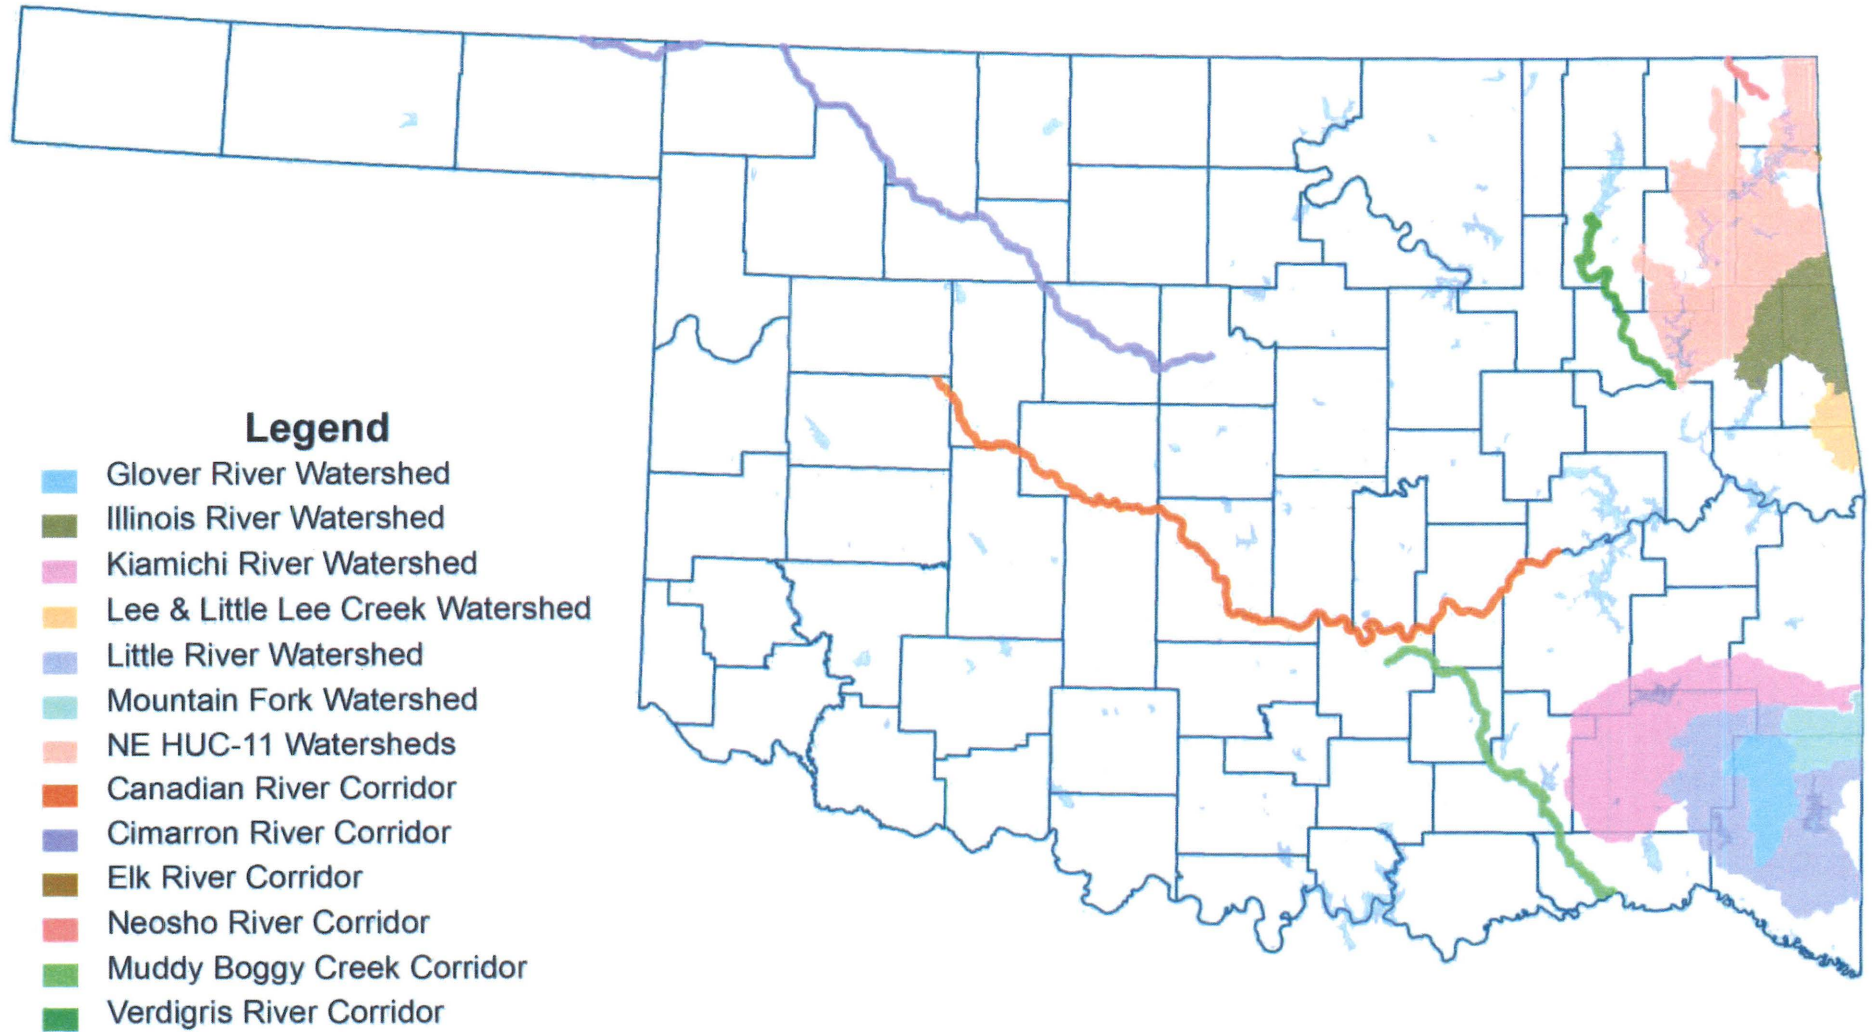 Legend
Glover River Watershed
Illinois River Watershed
Kiamichi River Watershed
Lee & Little Lee Creek Watershed
Little River Watershed
Mountain Fork Watershed
NE HUC-11 Watersheds
Canadian River Corridor
Cimarron River Corridor
Elk River Corridor
Neosho River Corridor
Muddy Boggy Creek Corridor
Verdigris River Corridor